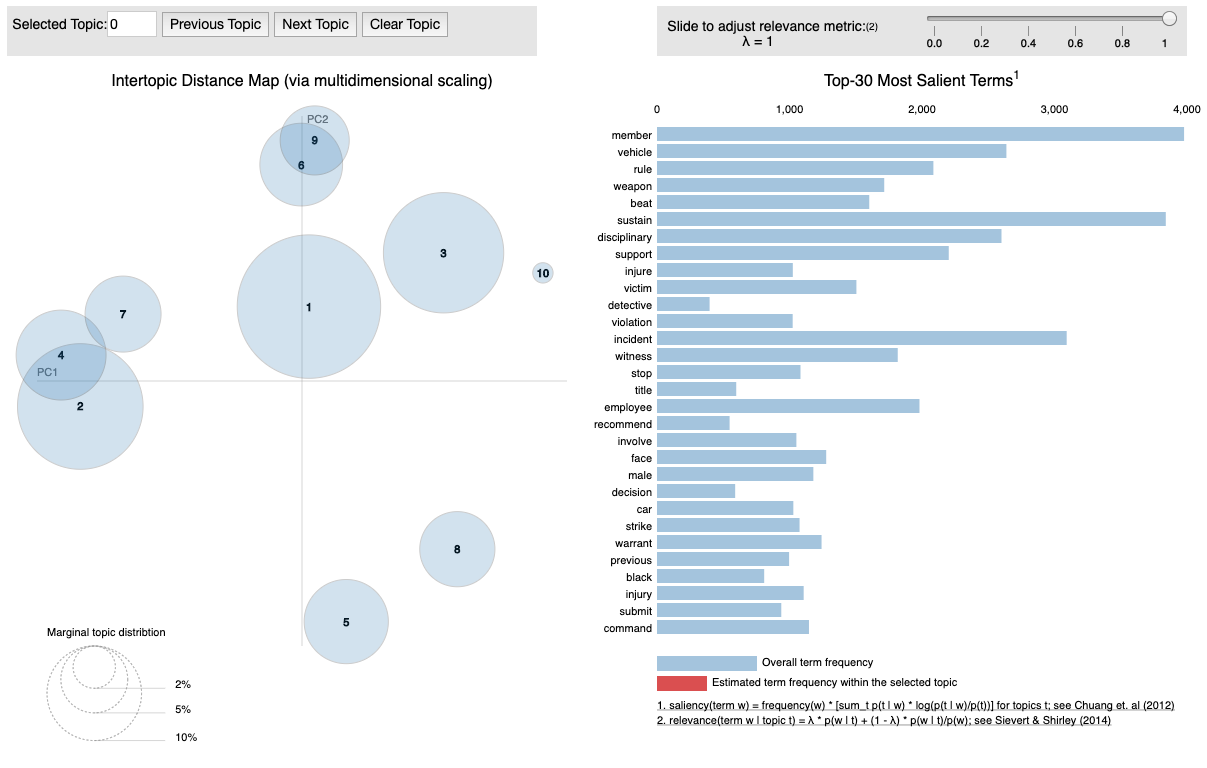 Selected Topic: 0 Previous Topic Next Topic Clear Topic
Slide to adjust relevance metric:(2)
λ = 1
0.0 0.2 0.4 0.6 0.8 1
Intertopic Distance Map (via multidimensional scaling)
PC2
9
6
3
10
1
7
4
PC1
2
8
5
Marginal topic distribtion
2%
5%
10%
Top-30 Most Salient Terms1
0 1,000 2,000 3,000 4,000
member
vehicle
rule
weapon
beat
sustain
disciplinary
support
injure
victim
detective
violation
incident
witness
stop
title
employee
recommend
involve
face
male
decision
car
strike
warrant
previous
black
injury
submit
command
Overall term frequency
Estimated term frequency within the selected topic
1. saliency(term w) = frequency(w) * [sum_t p(t | w) * log(p(t | w)/p(t))] for topics t; see Chuang et. al (2012)
2. relevance(term w | topic t) = λ * p(w | t) + (1 - λ) * p(w | t)/p(w); see Sievert & Shirley (2014)